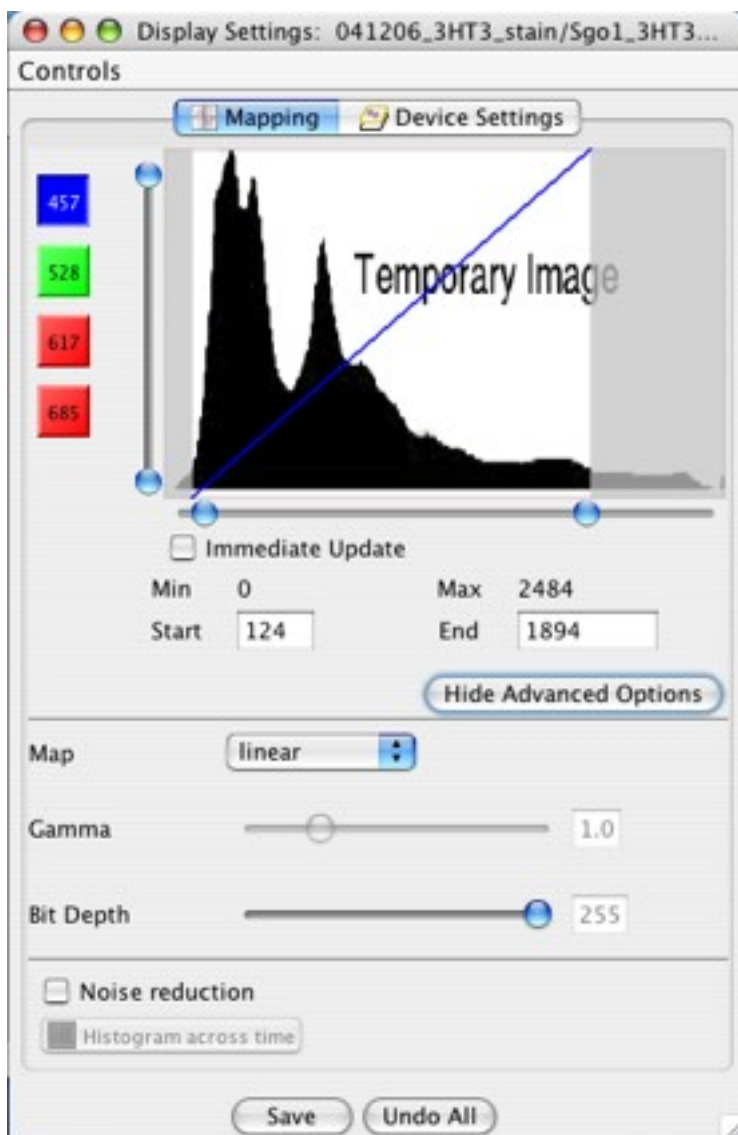 Display Settings: 041206_3HT3_stain/Sgo1_3HT3...
Controls
Mapping Device Settings
457
528
617
685
Temporary Image
Immediate Update
Min 0 Max 2484
Start 124 End 1894
Hide Advanced Options
Map linear
Gamma 1.0
Bit Depth 255
Noise reduction
Histogram across time
Save Undo All